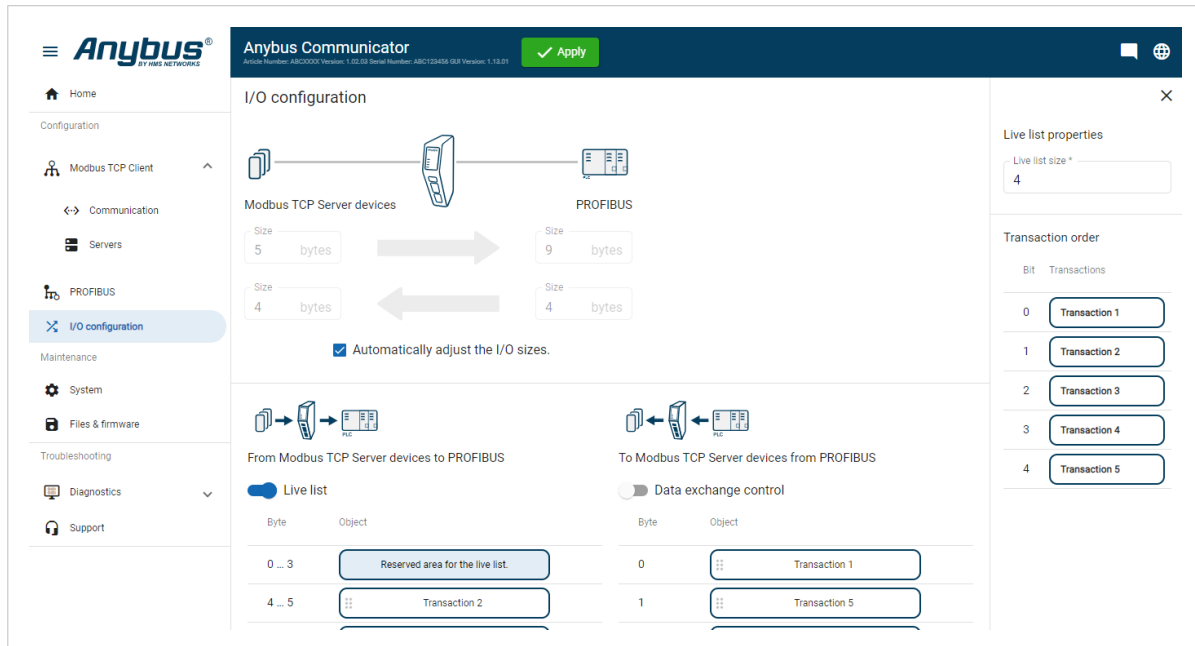 Anybus®
BY HMS NETWORKS
Anybus Communicator
Article Number: ABCXXXX Version: 1.02.03 Serial Number: ABC123456 GUI Version: 1.13.01
Apply
Home
Configuration
Modbus TCP Client
Communication
Servers
PROFIBUS
I/O configuration
Maintenance
System
Files & firmware
Troubleshooting
Diagnostics
Support
I/O configuration
PLC
Modbus TCP Server devices
PROFIBUS
Size
5 bytes
Size
9 bytes
Size
4 bytes
Size
4 bytes
Automatically adjust the I/O sizes.
PLC
From Modbus TCP Server devices to PROFIBUS
Live list
Byte Object
0 ... 3 Reserved area for the live list.
4 ... 5 Transaction 2
PLC
To Modbus TCP Server devices from PROFIBUS
Data exchange control
Byte Object
0 Transaction 1
1 Transaction 5
Live list properties
Live list size *
4
Transaction order
Bit Transactions
0 Transaction 1
1 Transaction 2
2 Transaction 3
3 Transaction 4
4 Transaction 5